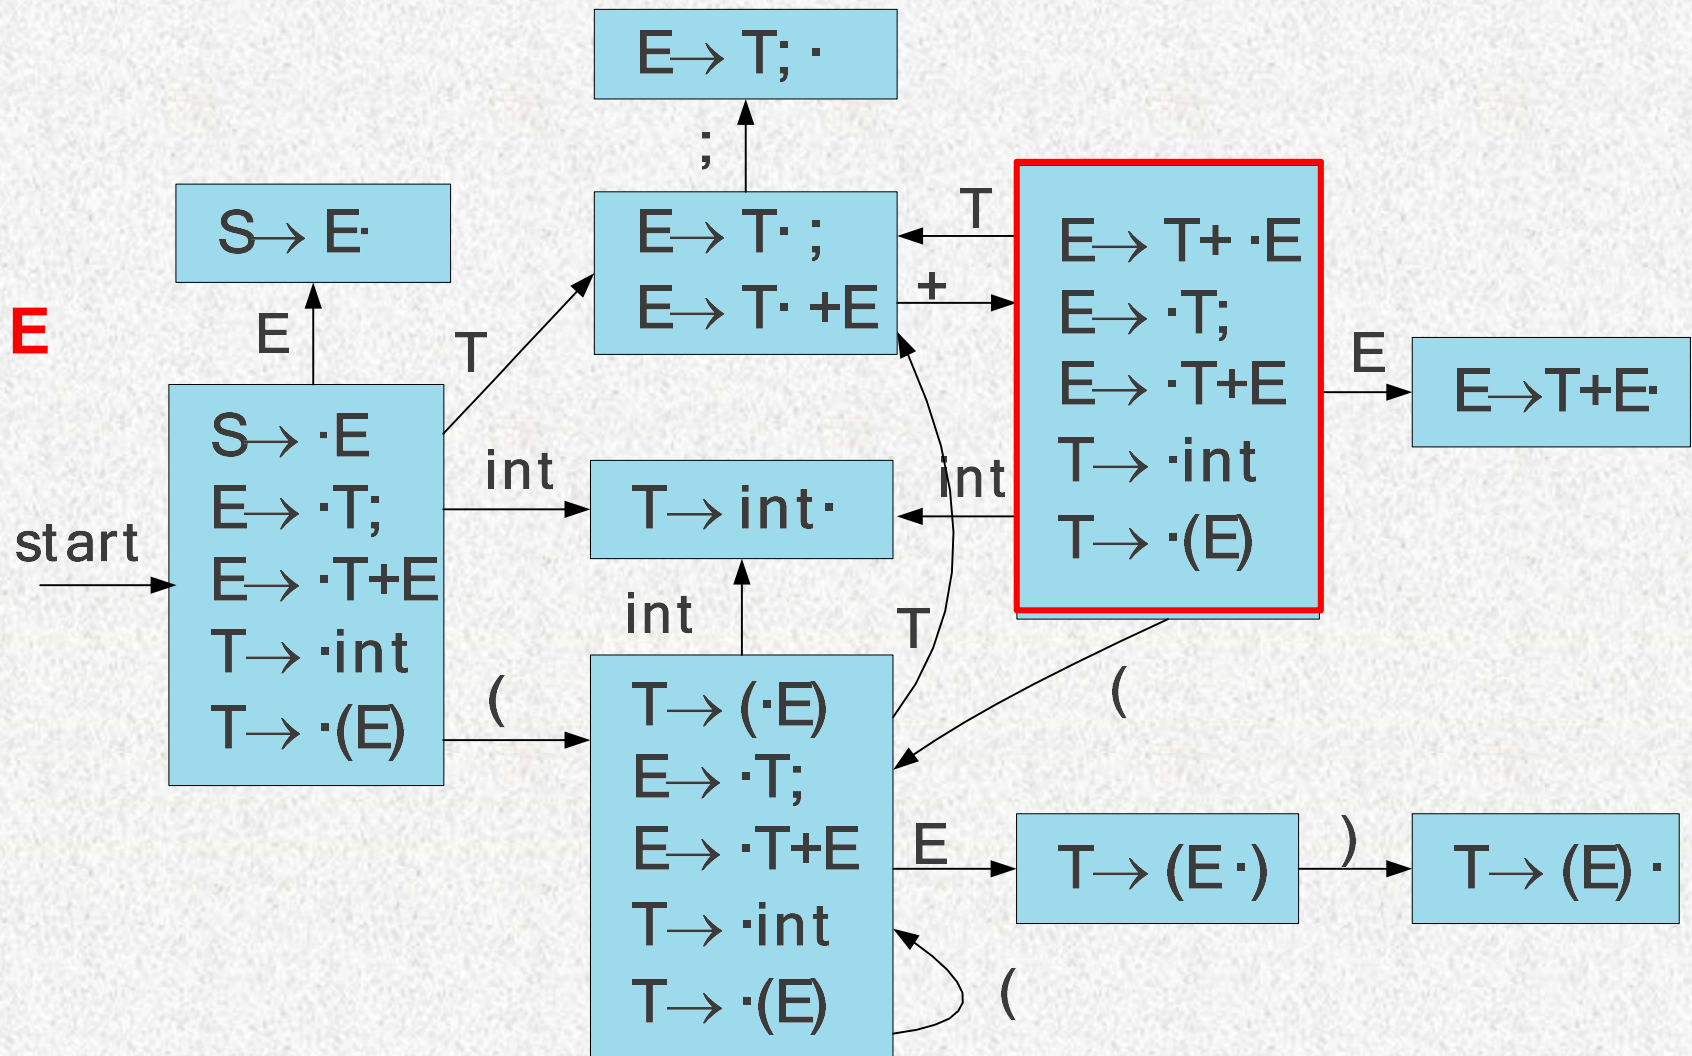 E→ T; ·
;
S→ E·
E→ T· ;
E→ T· +E
T
+
E→ T+ ·E
E→ ·T;
E→ ·T+E
T→ ·int
T→ ·(E)
E
E
T
E
E→T+E·
start
S→ ·E
E→ ·T;
E→ ·T+E
T→ ·int
T→ ·(E)
int
T→ int·
int
int
T
(
(
T→ (·E)
E→ ·T;
E→ ·T+E
T→ ·int
T→ ·(E)
E
T→ (E ·)
)
T→ (E) ·
(